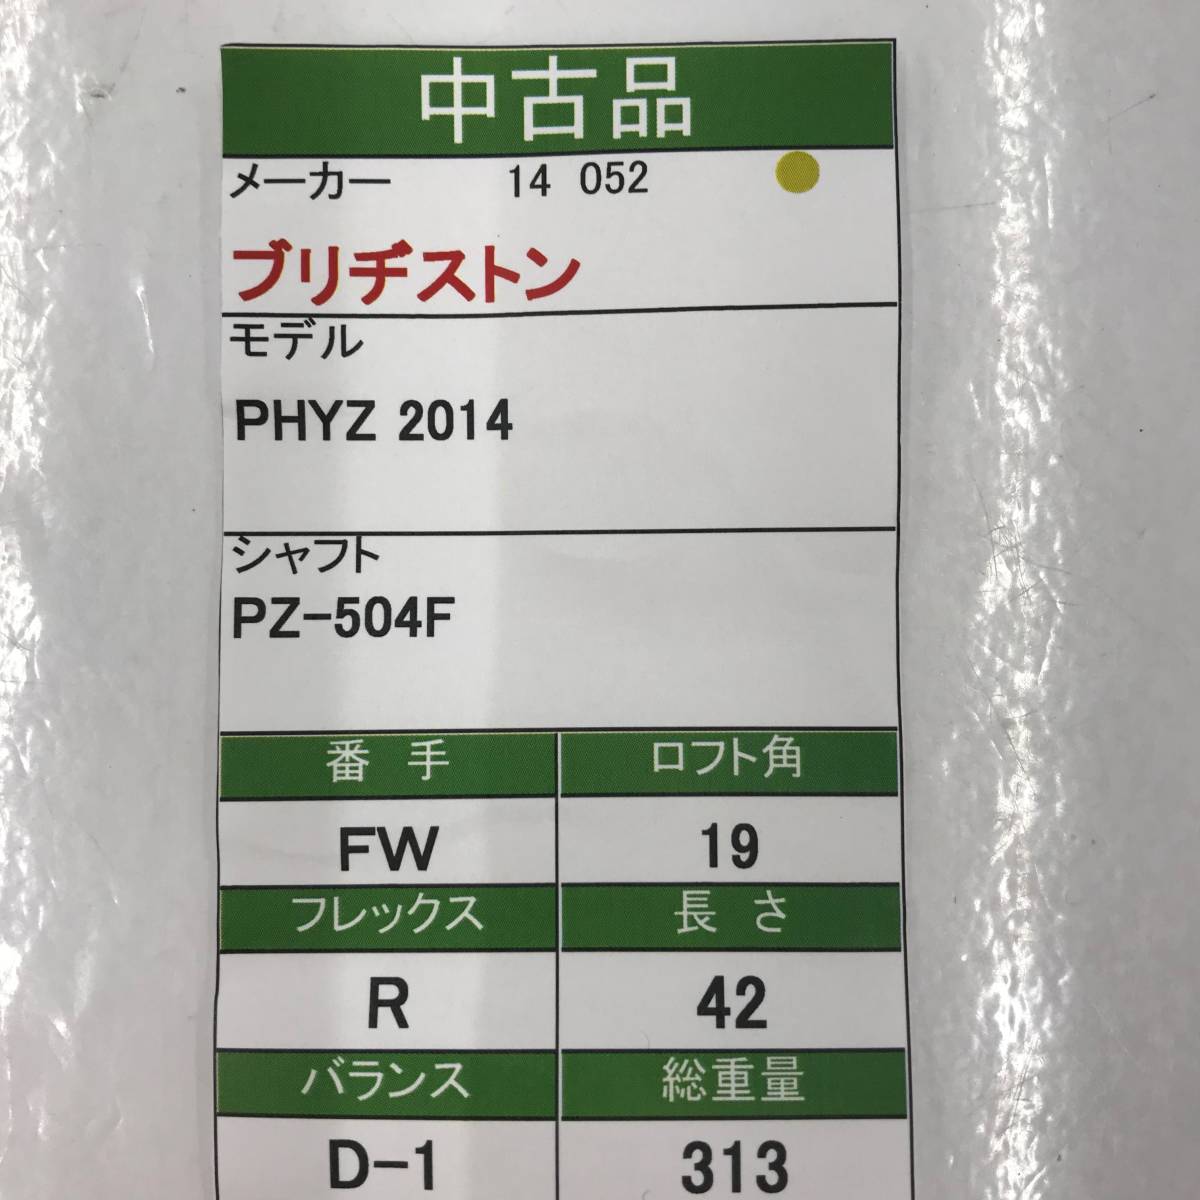 中古品
メーカー 14 052
ブリヂストン
モデル
PHYZ 2014
シャフト
PZ-504F
番手 ロフト角
FW 19
フレックス 長さ
R 42
バランス 総重量
D-1 313